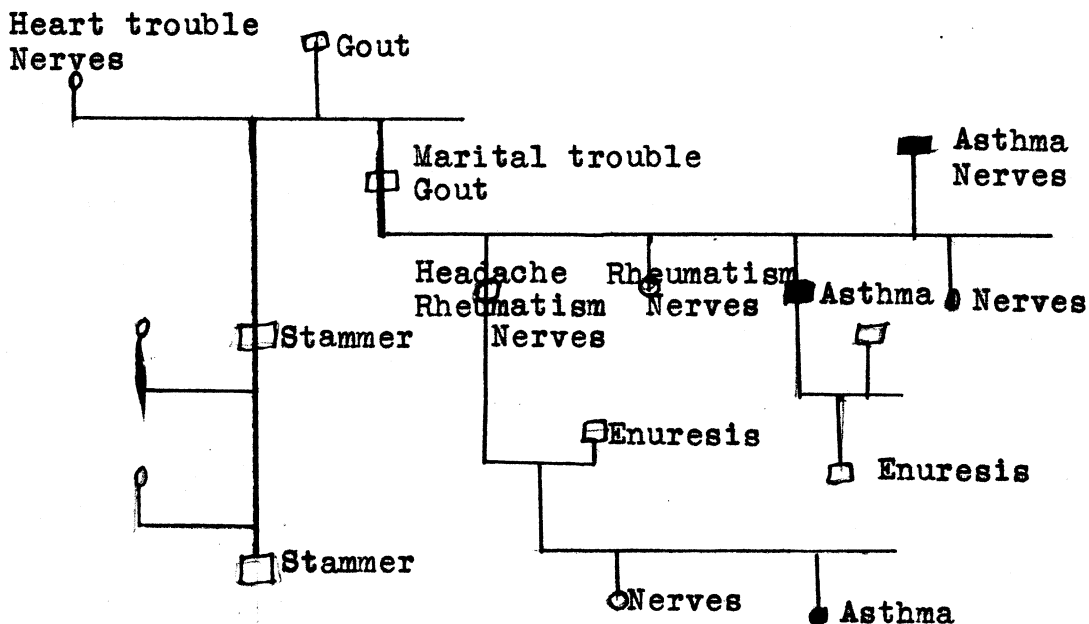 Heart trouble
Nerves
Gout
Marital trouble
Gout
Asthma
Nerves
Headache
Rheumatism
Nerves
Rheumatism
Nerves
Asthma
Nerves
Stammer
Enuresis
Enuresis
Stammer
Nerves
Asthma